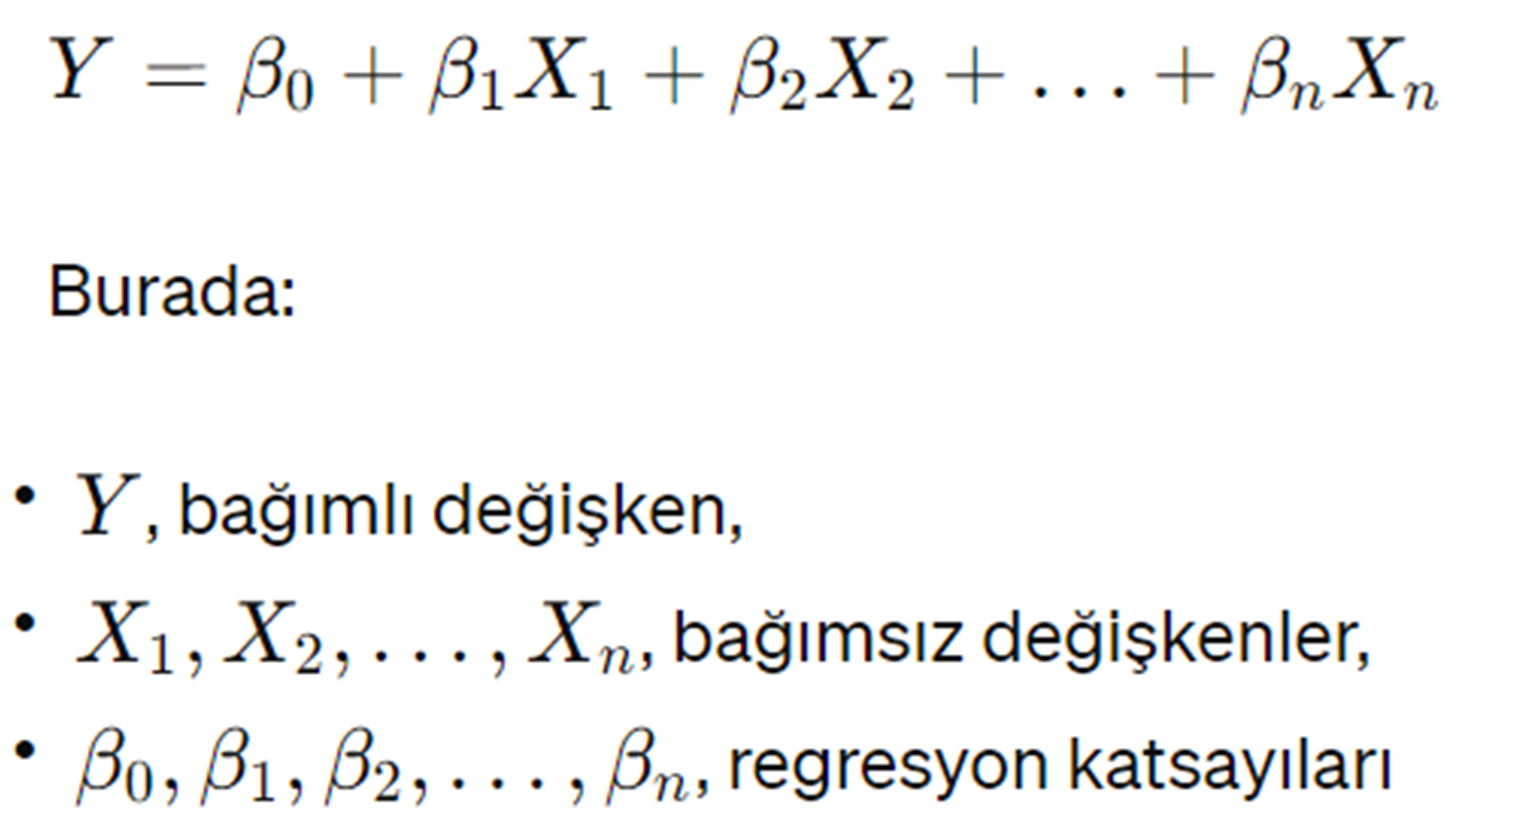 Y = β₀ + β₁X₁ + β₂X₂ + . . . + βₙXₙ
Burada:
• Y, bağımlı değişken,
• X₁, X₂, . . . , Xₙ, bağımsız değişkenler,
• β₀, β₁, β₂, . . . , βₙ, regresyon katsayıları